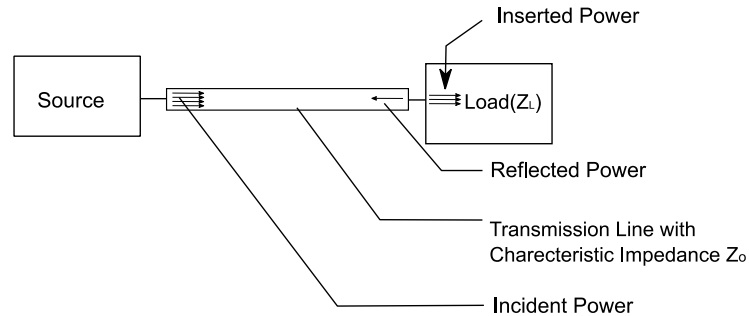 Inserted Power
Source
Load(ZL)
Reflected Power
Transmission Line with
Charecteristic Impedance Zo
Incident Power